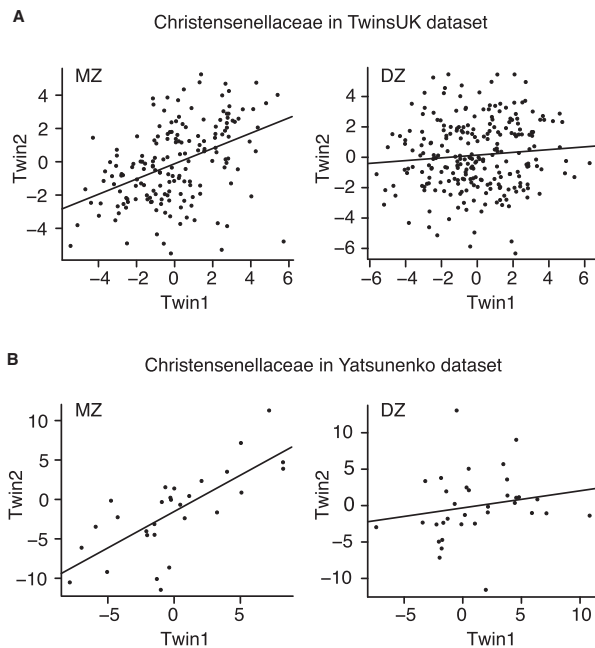 A
Christensenellaceae in TwinsUK dataset
MZ
DZ
4
2
0
−2
−4
Twin2
−4 −2 0 2 4 6
Twin1
4
2
0
−2
−4
−6
Twin2
−6 −4 −2 0 2 4 6
Twin1
B
Christensenellaceae in Yatsunenko dataset
MZ
DZ
10
5
0
−5
−10
Twin2
−5 0 5
Twin1
10
5
0
−5
−10
Twin2
−5 0 5 10
Twin1